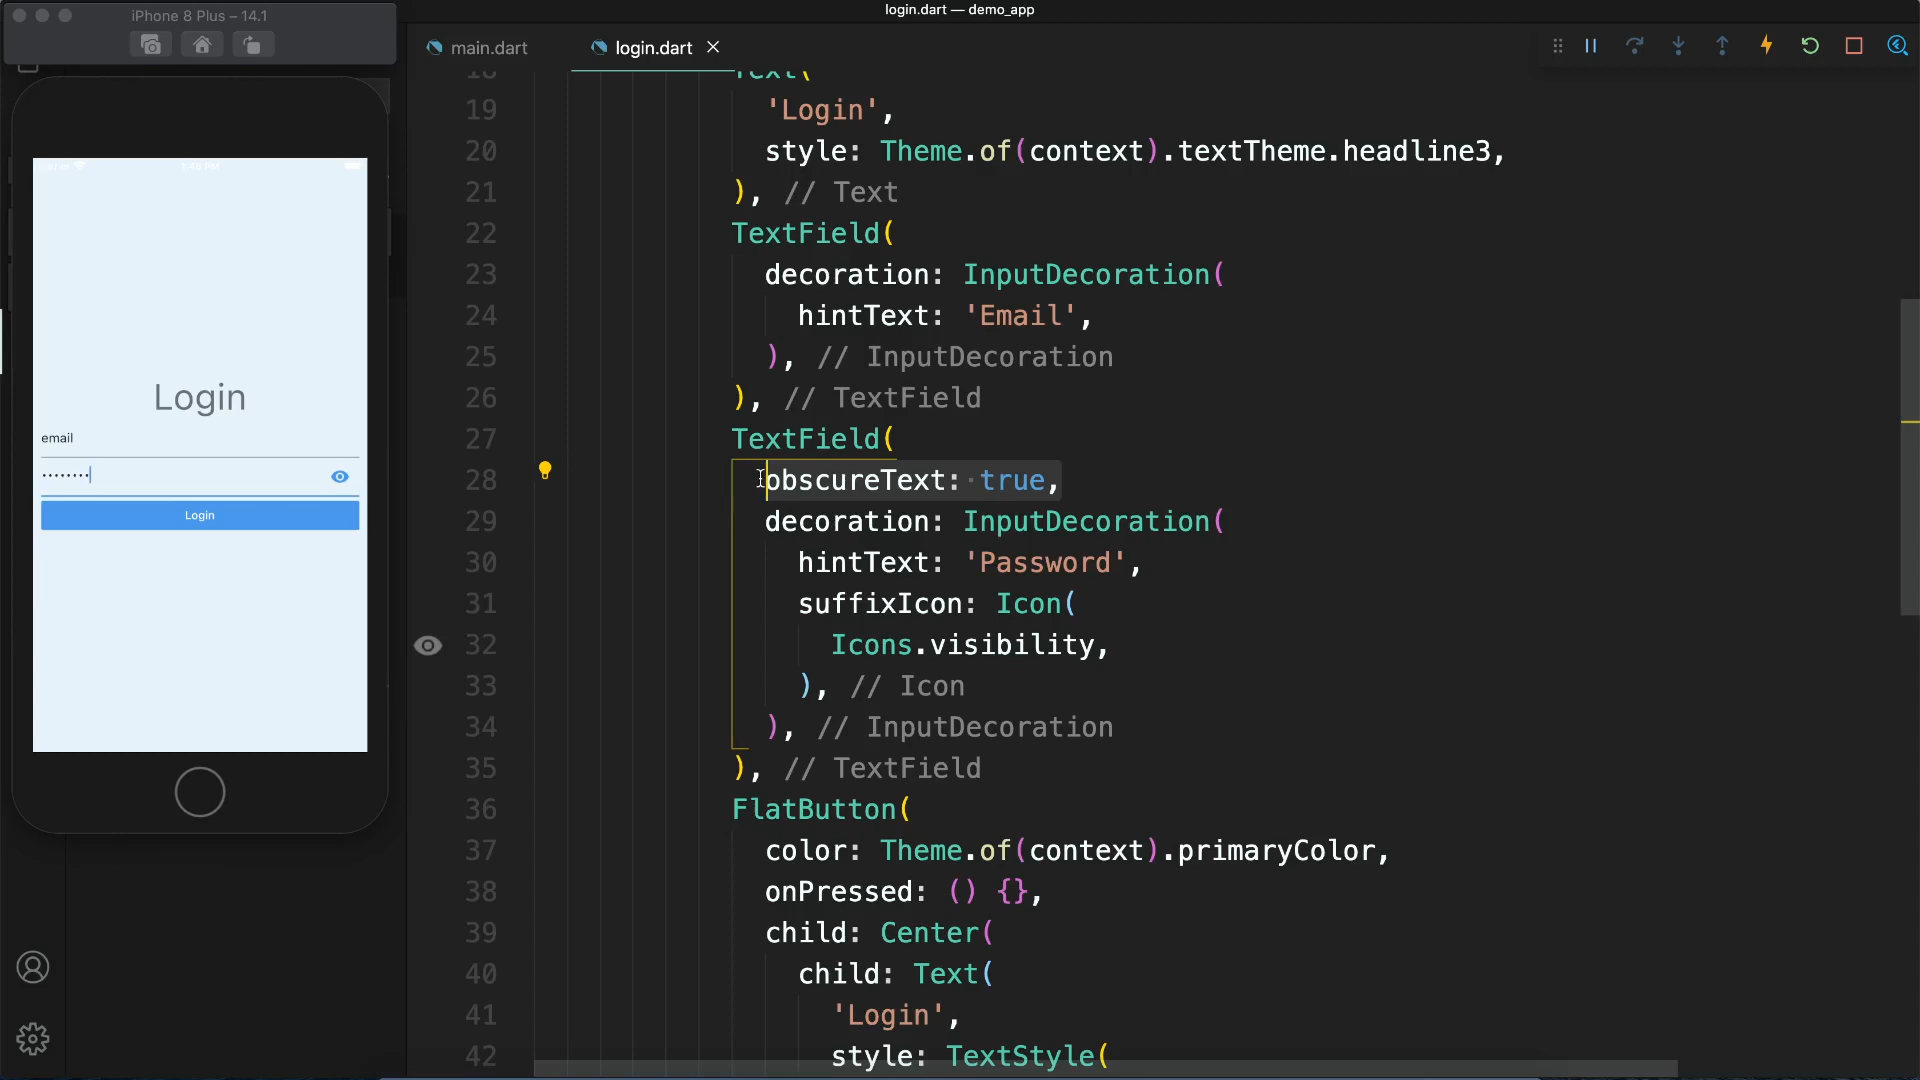 iPhone 8 Plus – 14.1
login.dart — demo_app
main.dart
login.dart
Login
email
Login
18 Text(
19 'Login',
20 style: Theme.of(context).textTheme.headline3,
21 ), // Text
22 TextField(
23 decoration: InputDecoration(
24 hintText: 'Email',
25 ), // InputDecoration
26 ), // TextField
27 TextField(
28 obscureText: true,
29 decoration: InputDecoration(
30 hintText: 'Password',
31 suffixIcon: Icon(
32 Icons.visibility,
33 ), // Icon
34 ), // InputDecoration
35 ), // TextField
36 FlatButton(
37 color: Theme.of(context).primaryColor,
38 onPressed: () {},
39 child: Center(
40 child: Text(
41 'Login',
42 style: TextStyle(